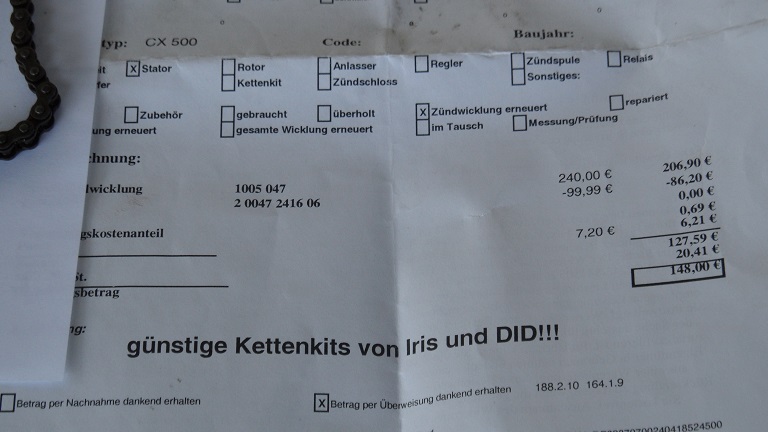 typ: CX 500 Code: Baujahr:
it X Stator Rotor Anlasser Regler Zündspule Relais
fer Kettenkit Zündschloss Sonstiges:
Zubehör gebraucht überholt X Zündwicklung erneuert repariert
ung erneuert gesamte Wicklung erneuert im Tausch Messung/Prüfung
chnung:
206,90 €
wicklung 1005 047 240,00 € -86,20 €
2 0047 2416 06 -99,99 € 0,00 €
0,69 €
gskostenanteil 7,20 € 6,21 €
127,59 €
20,41 €
st. 148,00 €
sbetrag
ng:
günstige Kettenkits von Iris und DID!!!
Betrag per Nachnahme dankend erhalten X Betrag per Überweisung dankend erhalten 188.2.10 164.1.9